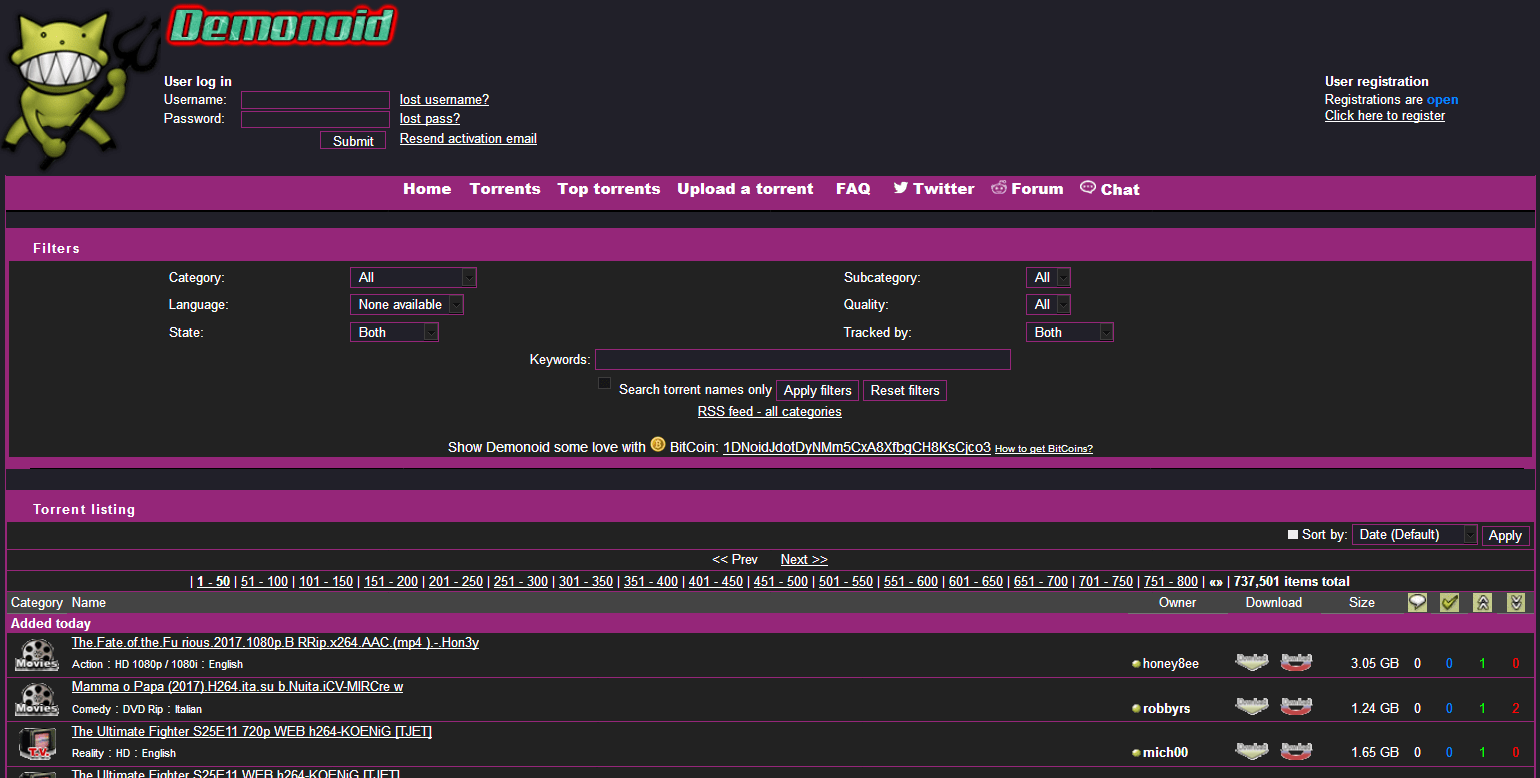 Demonoid
User log in
Username: lost username?
Password: lost pass?
Submit Resend activation email
User registration
Registrations are open
Click here to register
Home Torrents Top torrents Upload a torrent FAQ Twitter Forum Chat
Filters
Category: All Subcategory: All
Language: None available Quality: All
State: Both Tracked by: Both
Keywords:
Search torrent names only Apply filters Reset filters
RSS feed - all categories
Show Demonoid some love with BitCoin: 1DNoidJdotDyNMm5CxA8XfbgCH8KsCjco3 How to get BitCoins?
Torrent listing
Sort by: Date (Default) Apply
<< Prev Next >>
| 1 - 50 | 51 - 100 | 101 - 150 | 151 - 200 | 201 - 250 | 251 - 300 | 301 - 350 | 351 - 400 | 401 - 450 | 451 - 500 | 501 - 550 | 551 - 600 | 601 - 650 | 651 - 700 | 701 - 750 | 751 - 800 | «» | 737,501 items total
Category Name Owner Download Size
Added today
The.Fate.of.the.Fu rious.2017.1080p.B RRip.x264.AAC.(mp4 ).-.Hon3y
Movies Action : HD 1080p / 1080i : English honey8ee 3.05 GB 0 0 1 0
Mamma o Papa (2017).H264.ita.su b.Nuita.iCV-MIRCre w
Movies Comedy : DVD Rip : Italian robbyrs 1.24 GB 0 0 1 2
The Ultimate Fighter S25E11 720p WEB h264-KOENiG [TJET]
T.V. Reality : HD : English mich00 1.65 GB 0 0 1 0
The Ultimate Fighter S25E11 WEB h264-KOENiG [TJET]